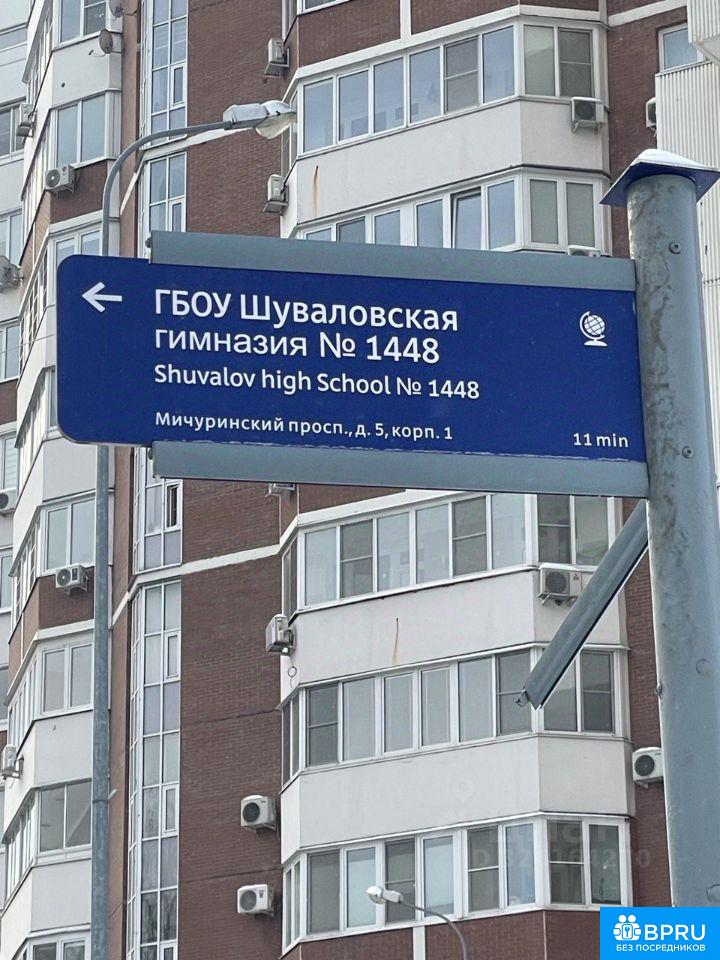 ГБОУ Шуваловская
гимназия № 1448
Shuvalov high School № 1448
Мичуринский просп., д. 5, корп. 1
11 min
BPRU
БЕЗ ПОСРЕДНИКОВ